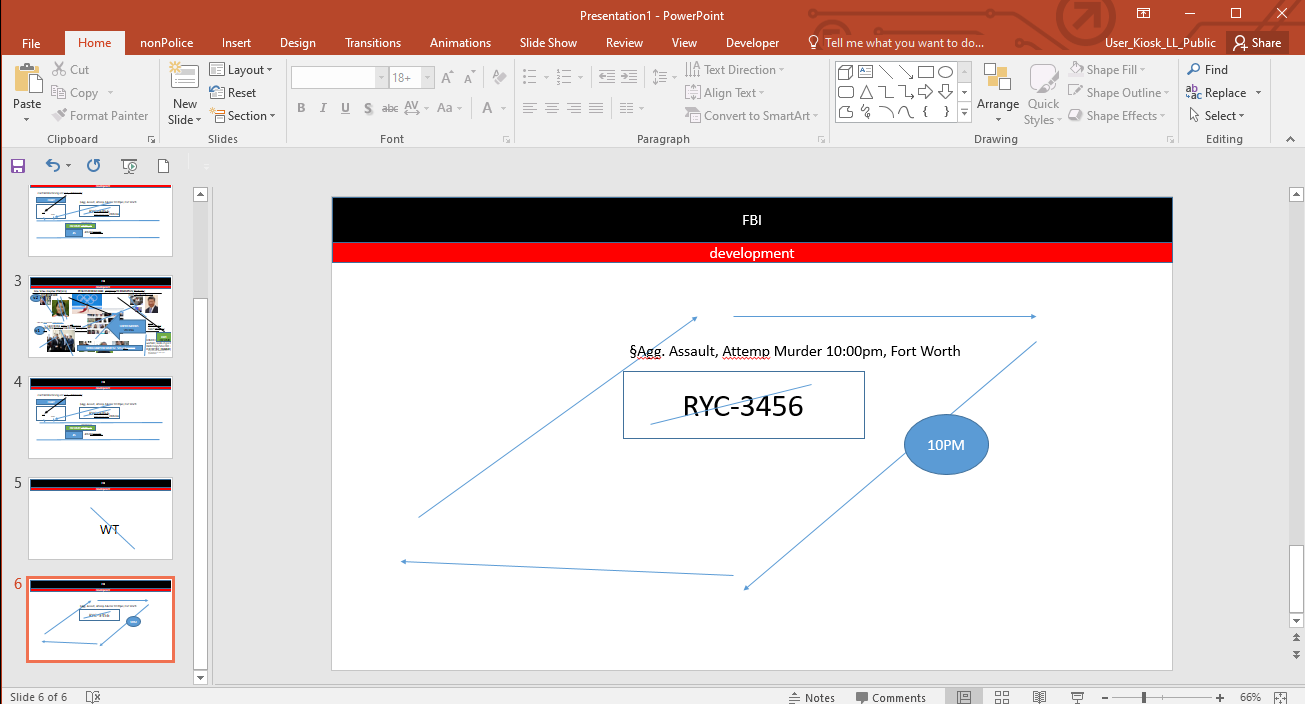 Presentation1 - PowerPoint
File Home nonPolice Insert Design Transitions Animations Slide Show Review View Developer Tell me what you want to do... User_Kiosk_LL_Public Share
Paste
Cut
Copy
Format Painter
Clipboard
New
Slide
Layout
Reset
Section
Slides
18+
B I U S abc AV Aa A
Font
Text Direction
Align Text
Convert to SmartArt
Paragraph
Arrange
Quick
Styles
Shape Fill
Shape Outline
Shape Effects
Drawing
Find
Replace
Select
Editing
3
4
5
WT
6
FBI
development
§Agg. Assault, Attemp Murder 10:00pm, Fort Worth
RYC-3456
10PM
Slide 6 of 6
Notes
Comments
66%